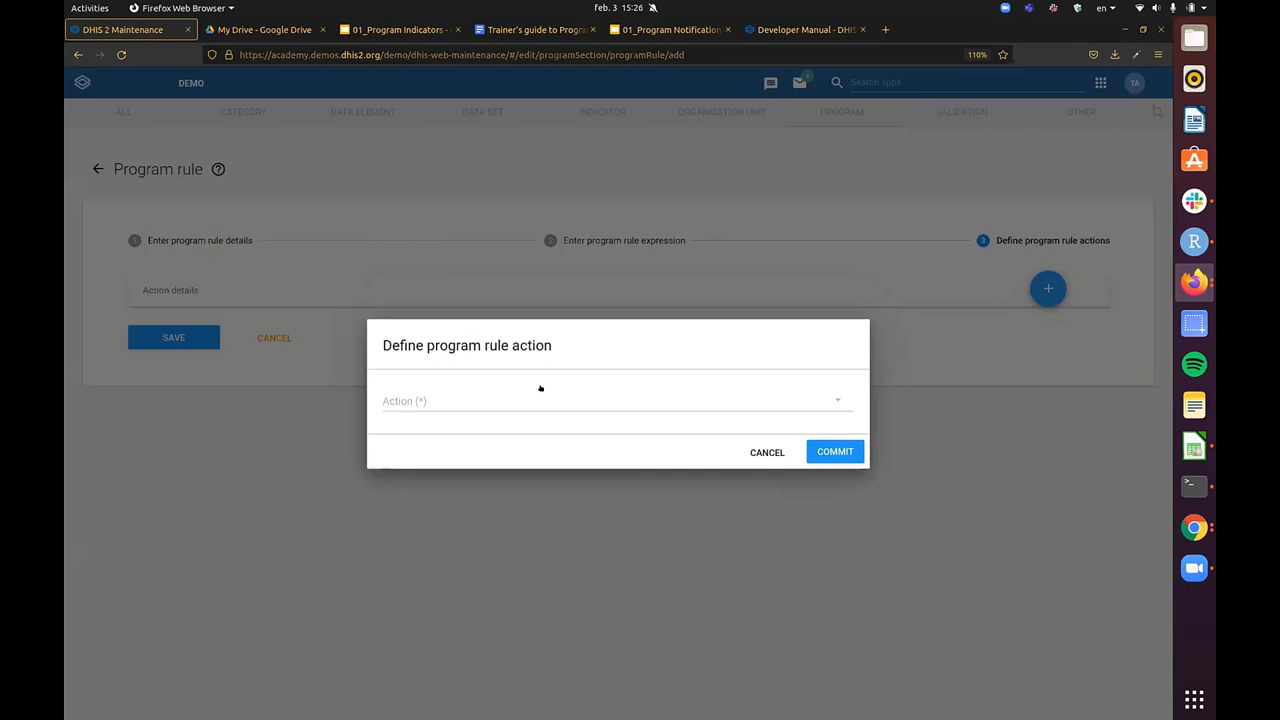 Activities
Firefox Web Browser
feb. 3 15:26
en
DHIS 2 Maintenance
My Drive - Google Drive
01_Program Indicators -
Trainer's guide to Progra
01_Program Notification
Developer Manual - DHIS
https://academy.demos.dhis2.org/demo/dhis-web-maintenance/#/edit/programSection/programRule/add
110%
DEMO
Search apps
TA
ALL
CATEGORY
DATA ELEMENT
DATA SET
INDICATOR
ORGANISATION UNIT
PROGRAM
VALIDATION
OTHER
Program rule
1 Enter program rule details
2 Enter program rule expression
3 Define program rule actions
Action details
+
SAVE
CANCEL
Define program rule action
Action (*)
CANCEL
COMMIT